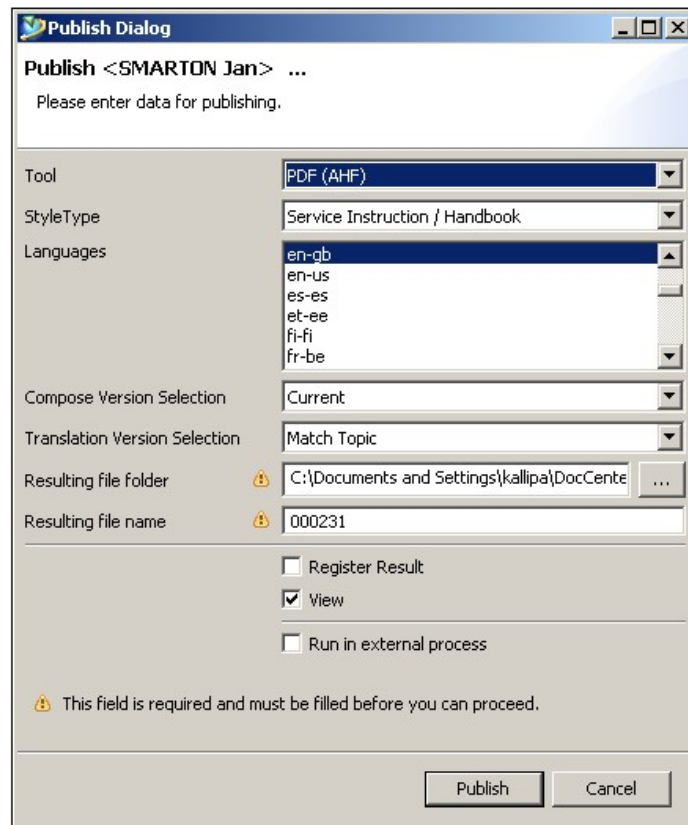 Publish Dialog
Publish <SMARTON Jan> ...
Please enter data for publishing.
Tool PDF (AHF)
StyleType Service Instruction / Handbook
Languages en-gb
en-us
es-es
et-ee
fi-fi
fr-be
Compose Version Selection Current
Translation Version Selection Match Topic
Resulting file folder C:\Documents and Settings\kallipa\DocCente ...
Resulting file name 000231
Register Result
View
Run in external process
This field is required and must be filled before you can proceed.
Publish Cancel